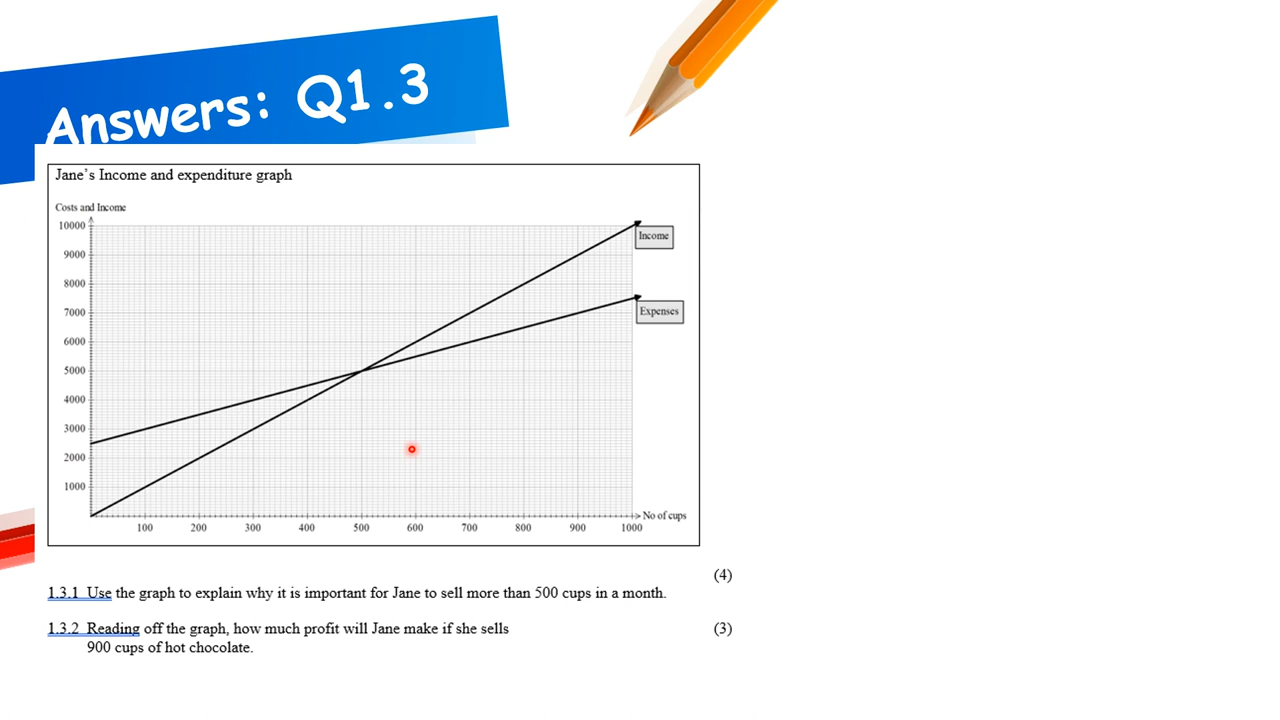 Answers: Q1.3
Jane's Income and expenditure graph
Costs and Income
10000
9000
8000
7000
6000
5000
4000
3000
2000
1000
Income
Expenses
100 200 300 400 500 600 700 800 900 1000
No of cups
(4)
1.3.1 Use the graph to explain why it is important for Jane to sell more than 500 cups in a month.
1.3.2 Reading off the graph, how much profit will Jane make if she sells (3)
900 cups of hot chocolate.